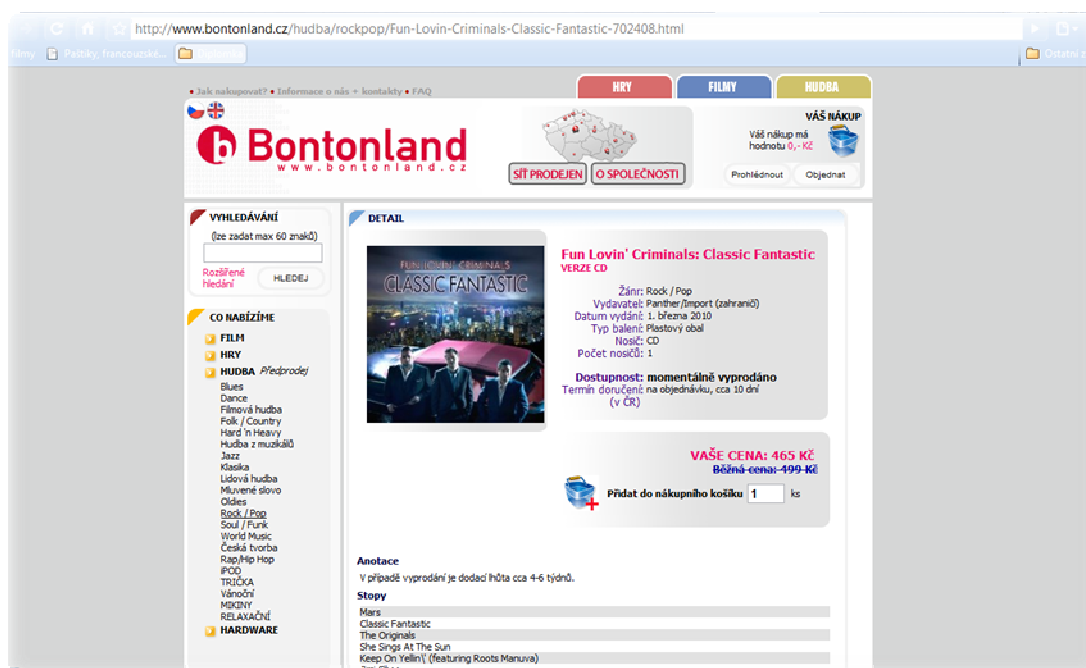 http://www.bontonland.cz/hudba/rockpop/Fun-Lovin-Criminals-Classic-Fantastic-702408.html
filmy Paštiky, francouzské... Ostatní z
• Jak nakupovat? • Informace o nás + kontakty • FAQ
HRY FILMY HUDBA
b Bontonland
www.bontonland.cz
SÍŤ PRODEJEN O SPOLEČNOSTI
VÁŠ NÁKUP
Váš nákup má
hodnotu 0,- Kč
Prohlédnout Objednat
VYHLEDÁVÁNÍ
(lze zadat max 60 znaků)
Rozšířené
hledání
HLEDEJ
CO NABÍZÍME
FILM
HRY
HUDBA Předprodej
Blues
Dance
Filmová hudba
Folk / Country
Hard 'n Heavy
Hudba z muzikálů
Jazz
Klasika
Lidová hudba
Mluvené slovo
Oldies
Rock / Pop
Soul / Funk
World Music
Česká tvorba
Rap/Hip Hop
iPOD
TRIČKA
Vánoční
MIKINY
RELAXAČNÍ
HARDWARE
DETAIL
FUN LOVIN' CRIMINALS
CLASSIC FANTASTIC
Fun Lovin' Criminals: Classic Fantastic
VERZE CD
Žánr: Rock / Pop
Vydavatel: Panther/Import (zahraničí)
Datum vydání: 1. března 2010
Typ balení: Plastový obal
Nosič: CD
Počet nosičů: 1
Dostupnost: momentálně vyprodáno
Termín doručení: na objednávku, cca 10 dní
(v ČR)
VAŠE CENA: 465 Kč
Běžná cena: 499 Kč
Přidat do nákupního košíku 1 ks
Anotace
V případě vyprodání je dodací lhůta cca 4-6 týdnů.
Stopy
Mars
Classic Fantastic
The Originals
She Sings At The Sun
Keep On Yellin\' (featuring Roots Manuva)